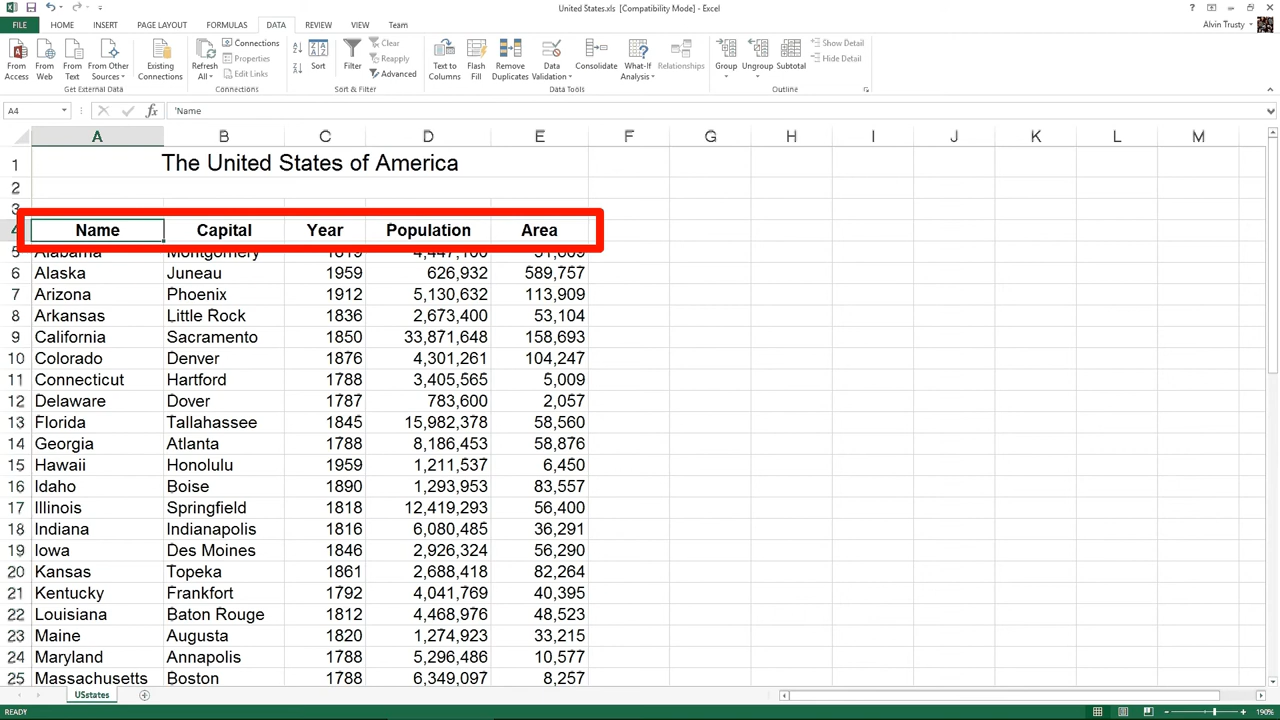 United States.xls [Compatibility Mode] - Excel
FILE HOME INSERT PAGE LAYOUT FORMULAS DATA REVIEW VIEW Team Alvin Trusty
From Access From Web From Text From Other Sources Existing Connections Refresh All Connections Properties Edit Links Sort Filter Clear Reapply Advanced Text to Columns Flash Fill Remove Duplicates Data Validation Consolidate What-If Analysis Relationships Group Ungroup Subtotal Show Detail Hide Detail
Get External Data Connections Sort & Filter Data Tools Outline
A4 fx 'Name
A B C D E F G H I J K L M
1 The United States of America
2
3
4 Name Capital Year Population Area
5 Alabama Montgomery 1819 4,447,100
6 Alaska Juneau 1959 626,932 589,757
7 Arizona Phoenix 1912 5,130,632 113,909
8 Arkansas Little Rock 1836 2,673,400 53,104
9 California Sacramento 1850 33,871,648 158,693
10 Colorado Denver 1876 4,301,261 104,247
11 Connecticut Hartford 1788 3,405,565 5,009
12 Delaware Dover 1787 783,600 2,057
13 Florida Tallahassee 1845 15,982,378 58,560
14 Georgia Atlanta 1788 8,186,453 58,876
15 Hawaii Honolulu 1959 1,211,537 6,450
16 Idaho Boise 1890 1,293,953 83,557
17 Illinois Springfield 1818 12,419,293 56,400
18 Indiana Indianapolis 1816 6,080,485 36,291
19 Iowa Des Moines 1846 2,926,324 56,290
20 Kansas Topeka 1861 2,688,418 82,264
21 Kentucky Frankfort 1792 4,041,769 40,395
22 Louisiana Baton Rouge 1812 4,468,976 48,523
23 Maine Augusta 1820 1,274,923 33,215
24 Maryland Annapolis 1788 5,296,486 10,577
25 Massachusetts Boston 1788 6,349,097 8,257
USstates
READY 190%